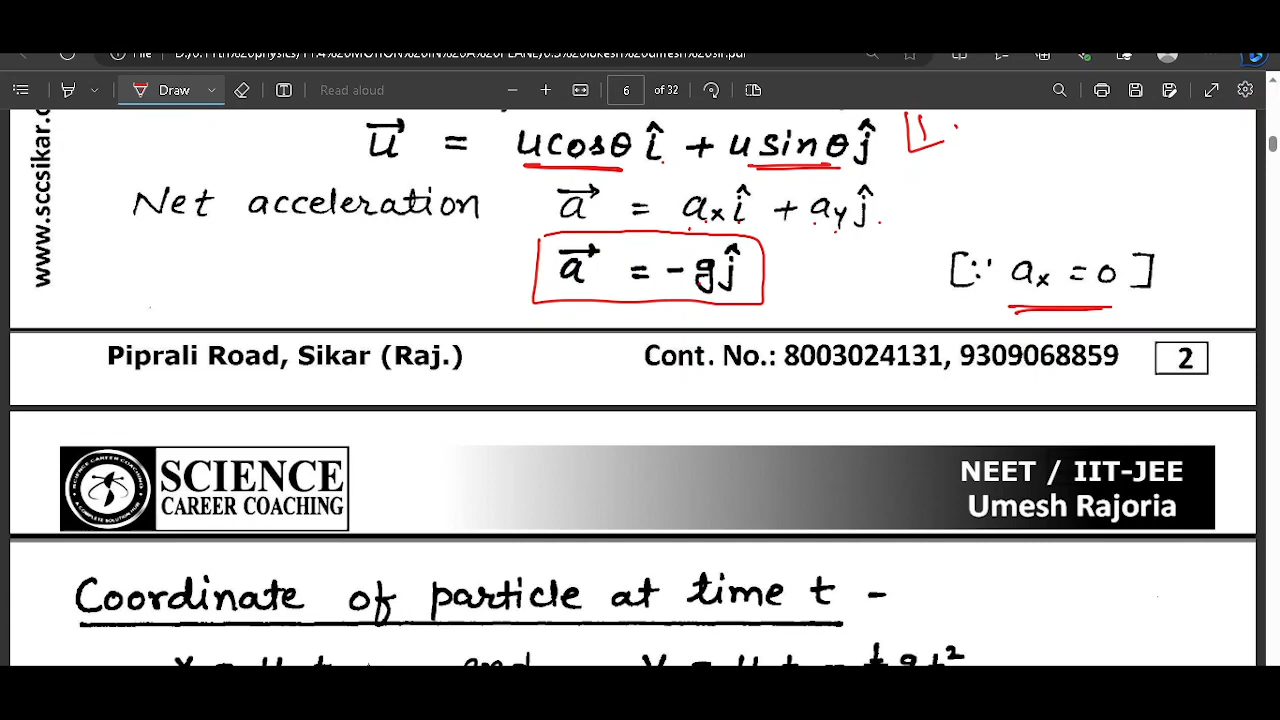 Draw
Read aloud
6 of 32
www.sccsikar.c
u⃗ = ucosθ î + usinθ ĵ
Net acceleration a⃗ = aₓ î + aᵧ ĵ
a⃗ = -g ĵ [∵ aₓ = 0]
Piprali Road, Sikar (Raj.) Cont. No.: 8003024131, 9309068859 2
SCIENCE
CAREER COACHING
NEET / IIT-JEE
Umesh Rajoria
Coordinate of particle at time t -
and